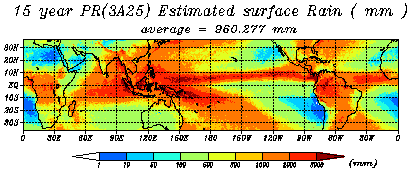 15 year PR(3A25) Estimated surface Rain ( mm )
average = 960.277 mm
30N
20N
10N
EQ
10S
20S
30S
0 30E 60E 90E 120E 150E 180 150W 120W 90W 60W 30W 0
1 10 50 100 500 1000 2000 3000 (mm)